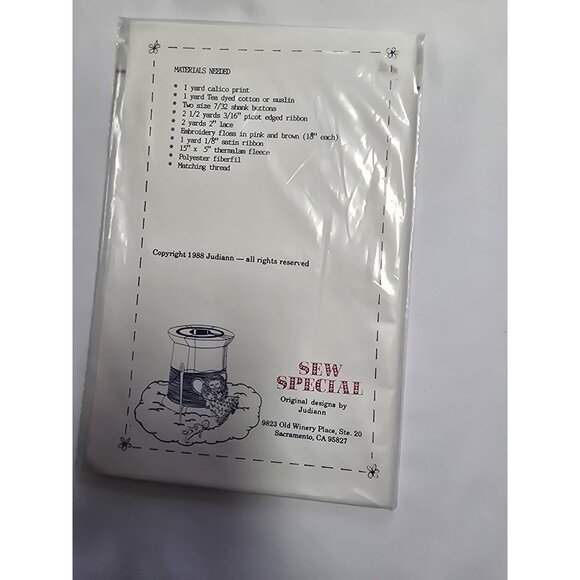 MATERIALS NEEDED
* 1 yard calico print
* 1 yard Tea dyed cotton or muslin
* Two size 7/32 shank buttons
* 2 1/2 yards 3/16" picot edged ribbon
* 2 yards 2" lace
* Embroidery floss in pink and brown (18" each)
* 1 yard 1/8" satin ribbon
* 15" x 5" thermalam fleece
* Polyester fiberfil
* Matching thread
Copyright 1988 Judiann — all rights reserved
SEW
SPECIAL
Original designs by
Judiann
9823 Old Winery Place, Ste. 20
Sacramento, CA 95827